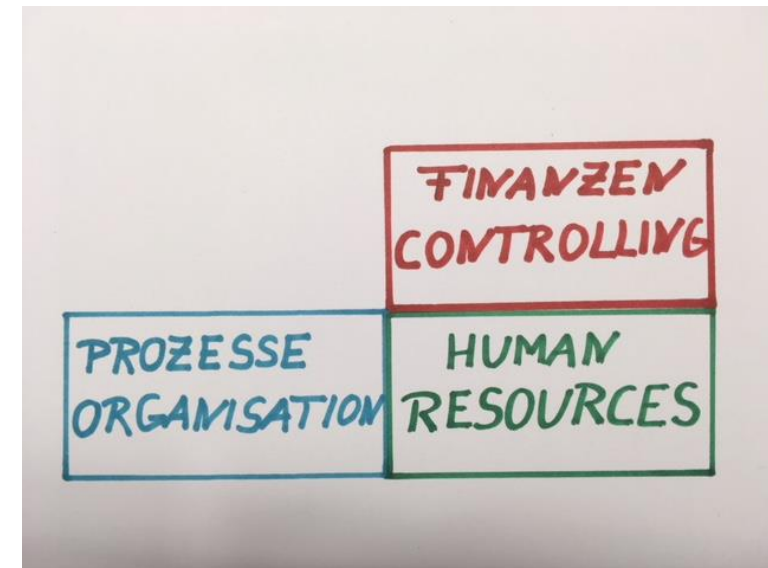 FINANZEN
CONTROLLING
PROZESSE
ORGANISATION
HUMAN
RESOURCES